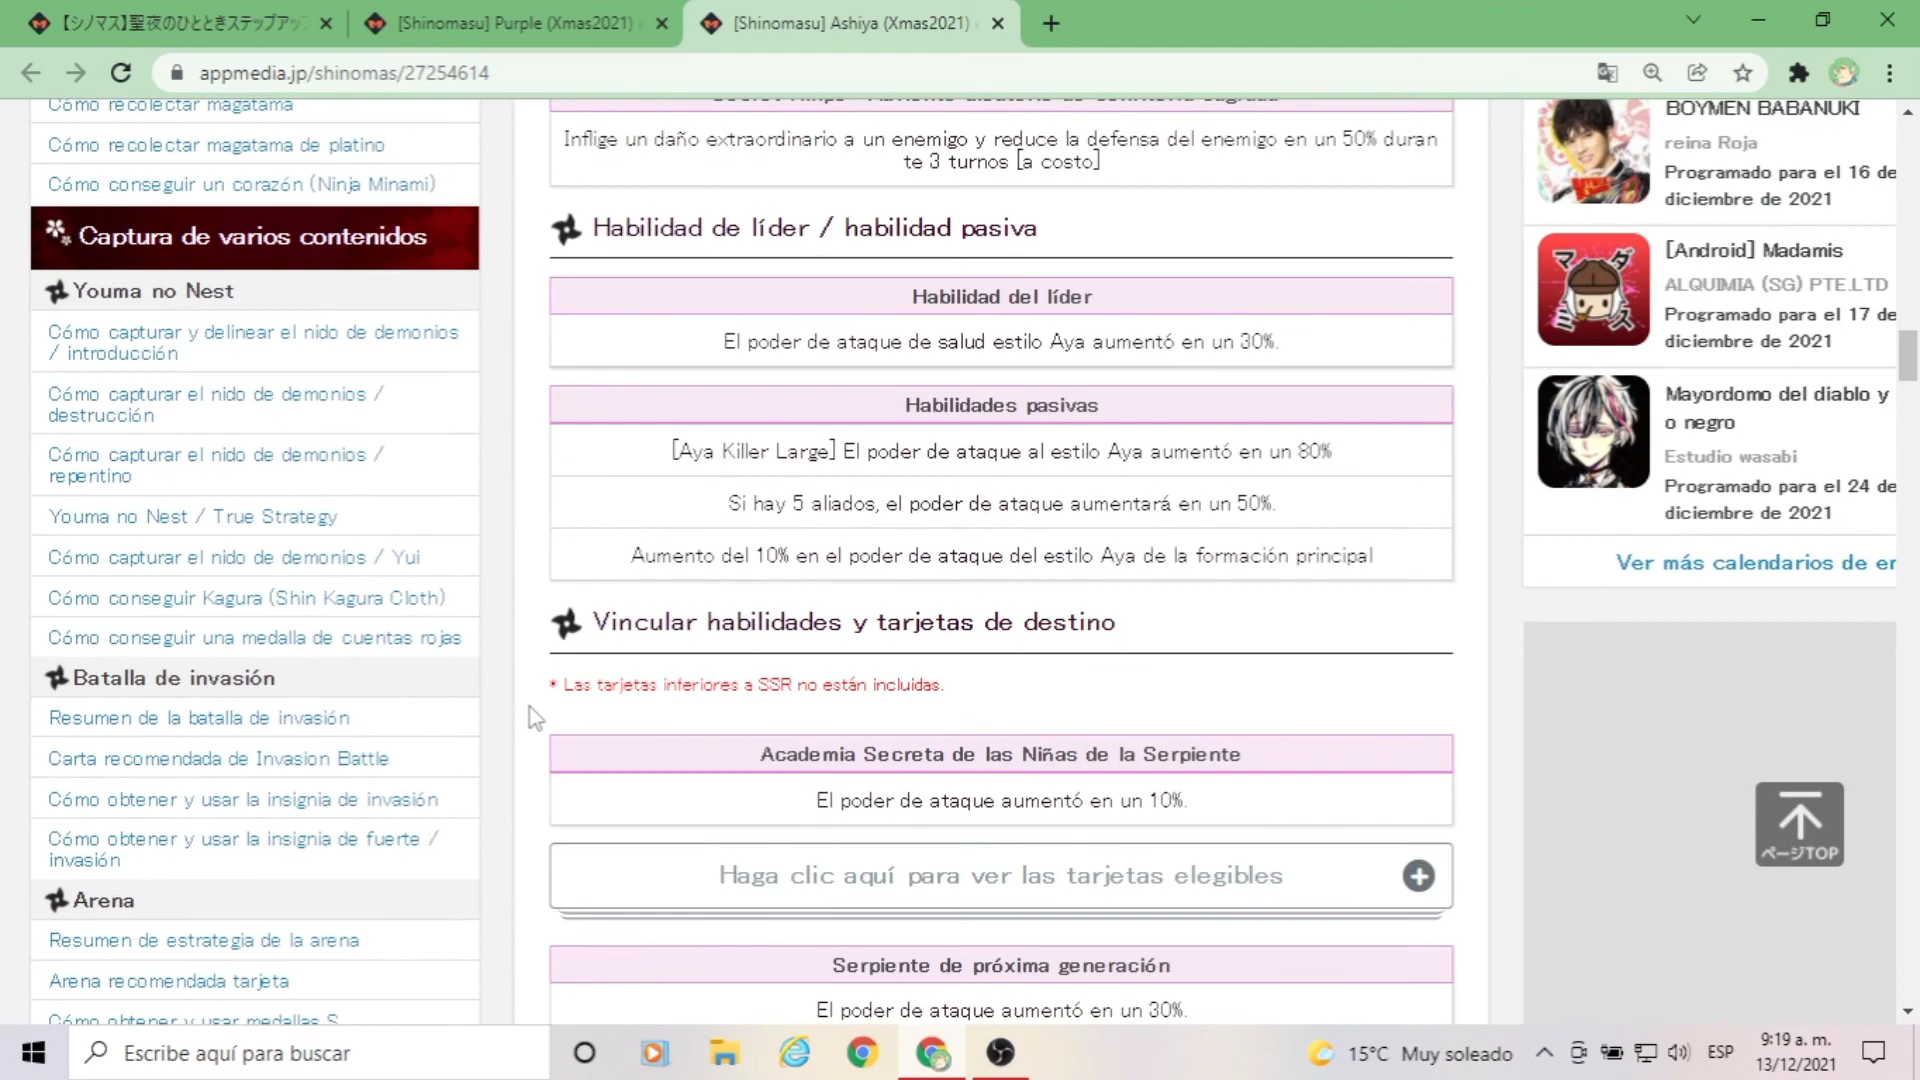 【シノマス】聖夜のひとときステップアップ
[Shinomasu] Purple (Xmas2021)
[Shinomasu] Ashiya (Xmas2021)
appmedia.jp/shinomas/27254614
Cómo recolectar magatama
Cómo recolectar magatama de platino
Cómo conseguir un corazón (Ninja Minami)
Captura de varios contenidos
Youma no Nest
Cómo capturar y delinear el nido de demonios
/ introducción
Cómo capturar el nido de demonios /
destrucción
Cómo capturar el nido de demonios /
repentino
Youma no Nest / True Strategy
Cómo capturar el nido de demonios / Yui
Cómo conseguir Kagura (Shin Kagura Cloth)
Cómo conseguir una medalla de cuentas rojas
Batalla de invasión
Resumen de la batalla de invasión
Carta recomendada de Invasion Battle
Cómo obtener y usar la insignia de invasión
Cómo obtener y usar la insignia de fuerte /
invasión
Arena
Resumen de estrategia de la arena
Arena recomendada tarjeta
Cómo obtener y usar medallas S
Inflige un daño extraordinario a un enemigo y reduce la defensa del enemigo en un 50% duran
te 3 turnos [a costo]
Habilidad de líder / habilidad pasiva
Habilidad del líder
El poder de ataque de salud estilo Aya aumentó en un 30%.
Habilidades pasivas
[Aya Killer Large] El poder de ataque al estilo Aya aumentó en un 80%
Si hay 5 aliados, el poder de ataque aumentará en un 50%.
Aumento del 10% en el poder de ataque del estilo Aya de la formación principal
Vincular habilidades y tarjetas de destino
* Las tarjetas inferiores a SSR no están incluidas.
Academia Secreta de las Niñas de la Serpiente
El poder de ataque aumentó en un 10%.
Haga clic aquí para ver las tarjetas elegibles
Serpiente de próxima generación
El poder de ataque aumentó en un 30%.
BOYMEN BABANUKI
reina Roja
Programado para el 16 de
diciembre de 2021
マダミス
[Android] Madamis
ALQUIMIA (SG) PTE.LTD
Programado para el 17 de
diciembre de 2021
Mayordomo del diablo y
o negro
Estudio wasabi
Programado para el 24 de
diciembre de 2021
Ver más calendarios de en
ページTOP
Escribe aquí para buscar
15°C Muy soleado
ESP
9:19 a. m.
13/12/2021